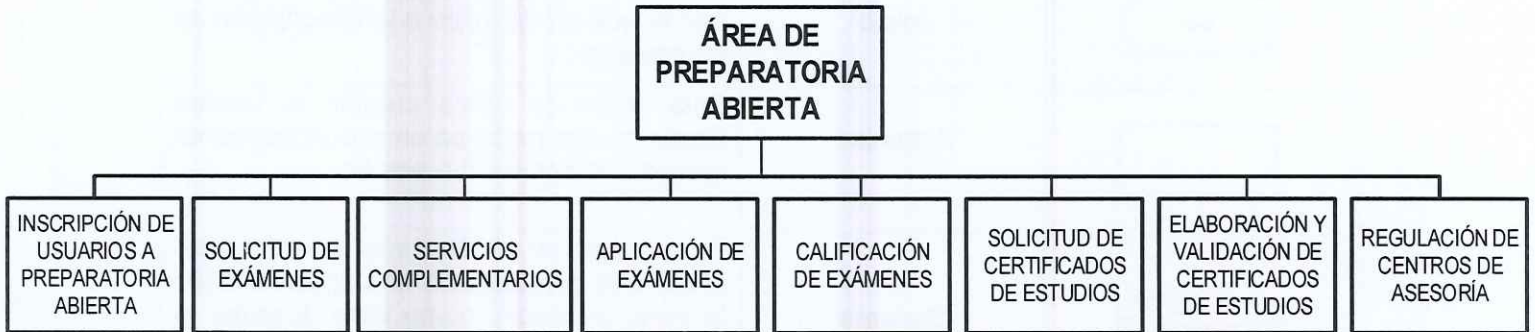 ÁREA DE
PREPARATORIA
ABIERTA
INSCRIPCIÓN DE
USUARIOS A
PREPARATORIA
ABIERTA
SOLICITUD DE
EXÁMENES
SERVICIOS
COMPLEMENTARIOS
APLICACIÓN DE
EXÁMENES
CALIFICACIÓN
DE EXÁMENES
SOLICITUD DE
CERTIFICADOS
DE ESTUDIOS
ELABORACIÓN Y
VALIDACIÓN DE
CERTIFICADOS
DE ESTUDIOS
REGULACIÓN DE
CENTROS DE
ASESORÍA